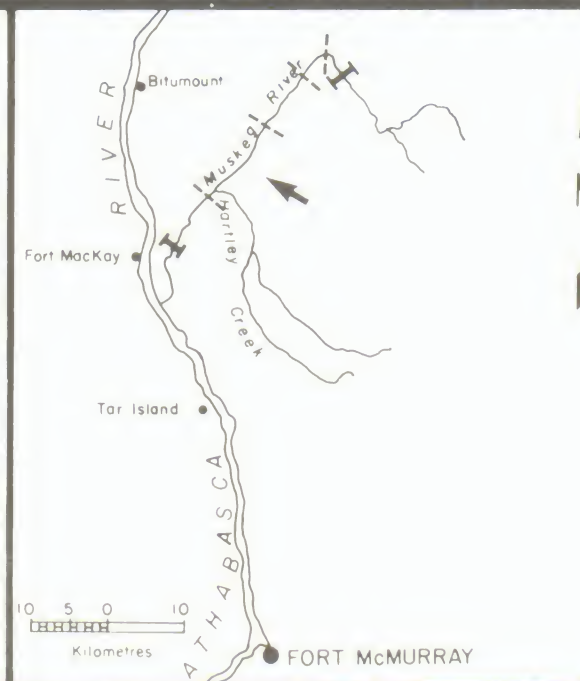 Bitumount
Muskeg River
RIVER
Hartley Creek
Fort MacKay
Tar Island
ATHABASCA
10 5 0 10
Kilometres
FORT McMURRAY